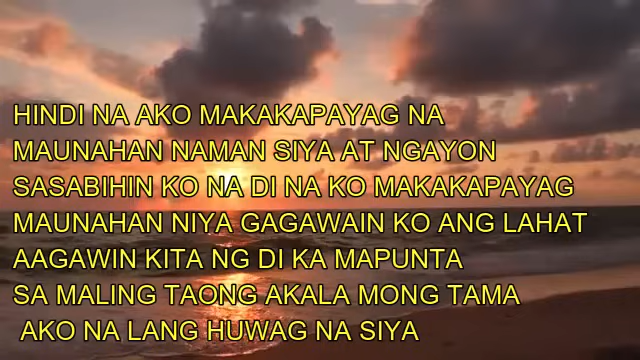 HINDI NA AKO MAKAKAPAYAG NA
MAUNAHAN NAMAN SIYA AT NGAYON
SASABIHIN KO NA DI NA KO MAKAKAPAYAG
MAUNAHAN NIYA GAGAWAIN KO ANG LAHAT
AAGAWIN KITA NG DI KA MAPUNTA
SA MALING TAONG AKALA MONG TAMA
AKO NA LANG HUWAG NA SIYA